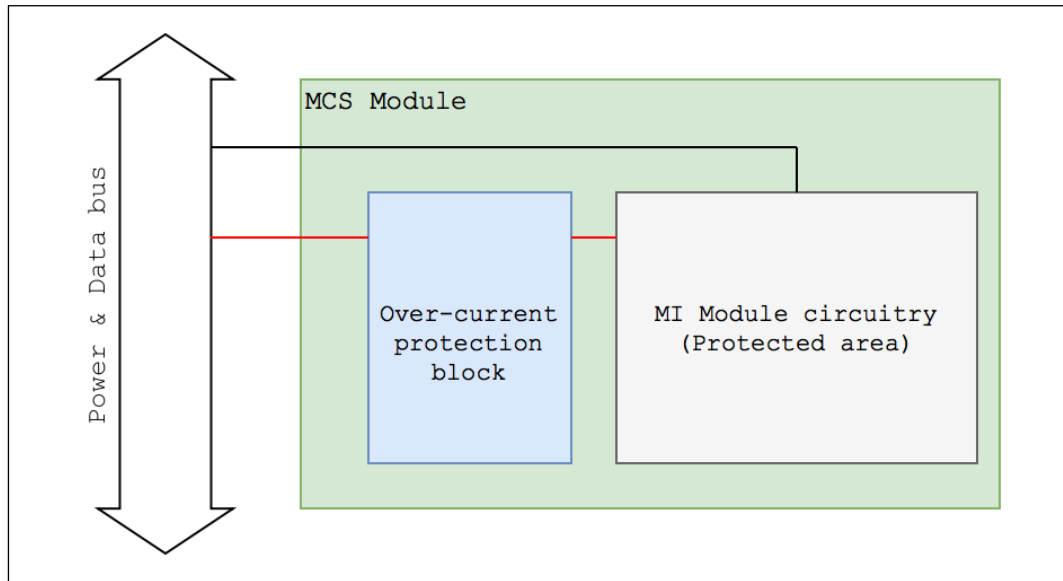 MCS Module
Power & Data bus
Over-current
protection
block
MI Module circuitry
(Protected area)